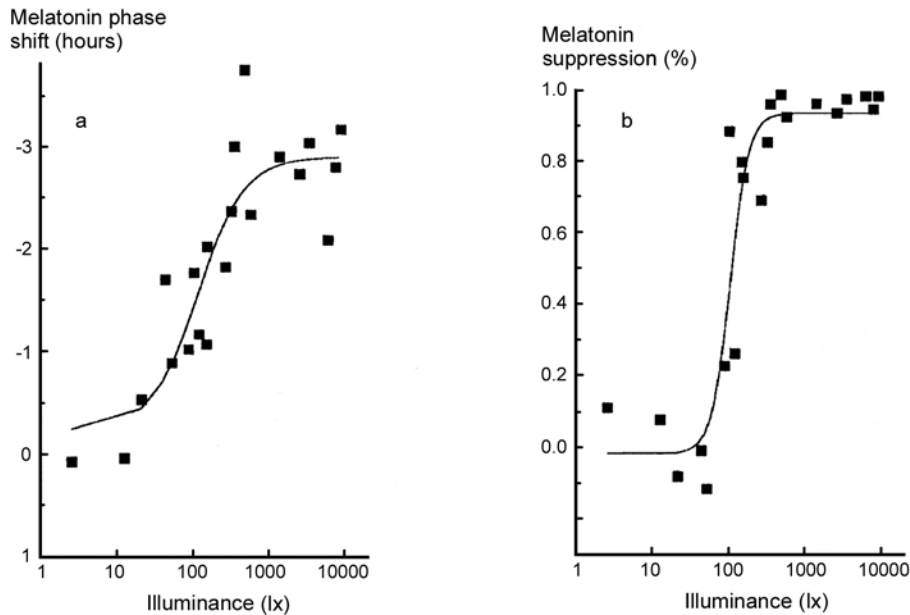 Melatonin phase
shift (hours)
a
-3
-2
-1
0
1
1 10 100 1000 10000
Illuminance (lx)
Melatonin
suppression (%)
b
1.0
0.8
0.6
0.4
0.2
0.0
1 10 100 1000 10000
Illuminance (lx)